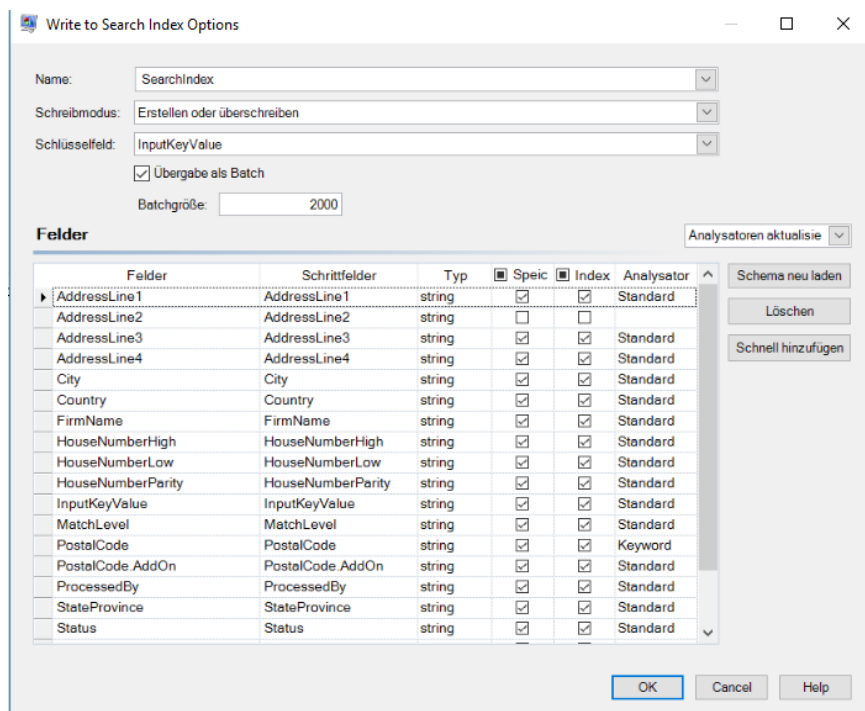 Write to Search Index Options
Name: SearchIndex
Schreibmodus: Erstellen oder überschreiben
Schlüsselfeld: InputKeyValue
Übergabe als Batch
Batchgröße: 2000
Felder Analysatoren aktualisie
Felder Schrittfelder Typ Speic Index Analysator Schema neu laden
AddressLine1 AddressLine1 string Standard
AddressLine2 AddressLine2 string Löschen
AddressLine3 AddressLine3 string Standard
AddressLine4 AddressLine4 string Standard Schnell hinzufügen
City City string Standard
Country Country string Standard
FirmName FirmName string Standard
HouseNumberHigh HouseNumberHigh string Standard
HouseNumberLow HouseNumberLow string Standard
HouseNumberParity HouseNumberParity string Standard
InputKeyValue InputKeyValue string Standard
MatchLevel MatchLevel string Standard
PostalCode PostalCode string Keyword
PostalCode.AddOn PostalCode.AddOn string Standard
ProcessedBy ProcessedBy string Standard
StateProvince StateProvince string Standard
Status Status string Standard
OK Cancel Help